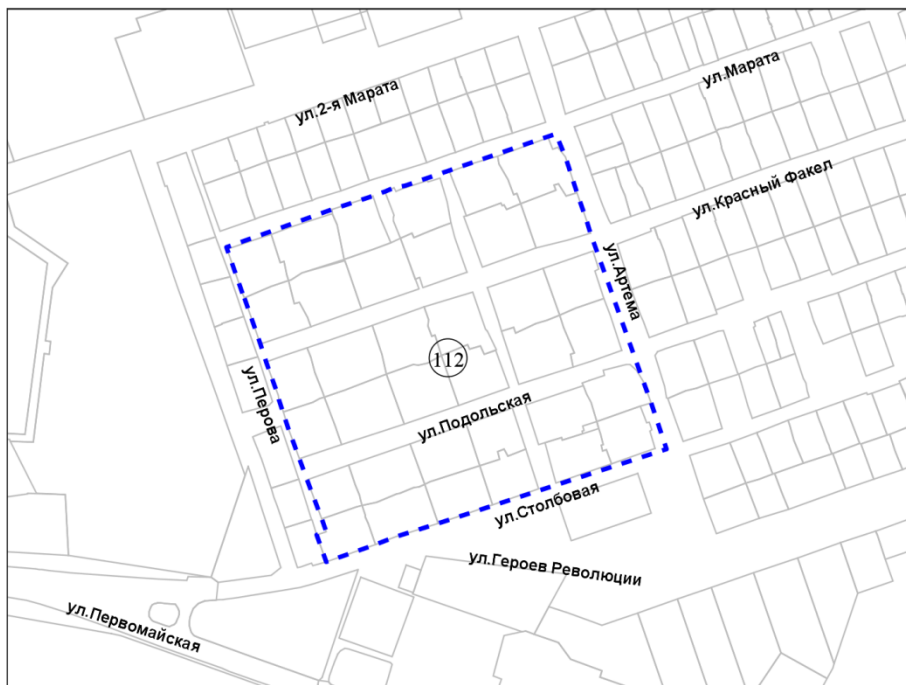 ул.Марата
ул.2-я Марата
ул.Красный Факел
ул.Артема
112
ул.Перова
ул.Подольская
ул.Столбовая
ул.Героев Революции
ул.Первомайская